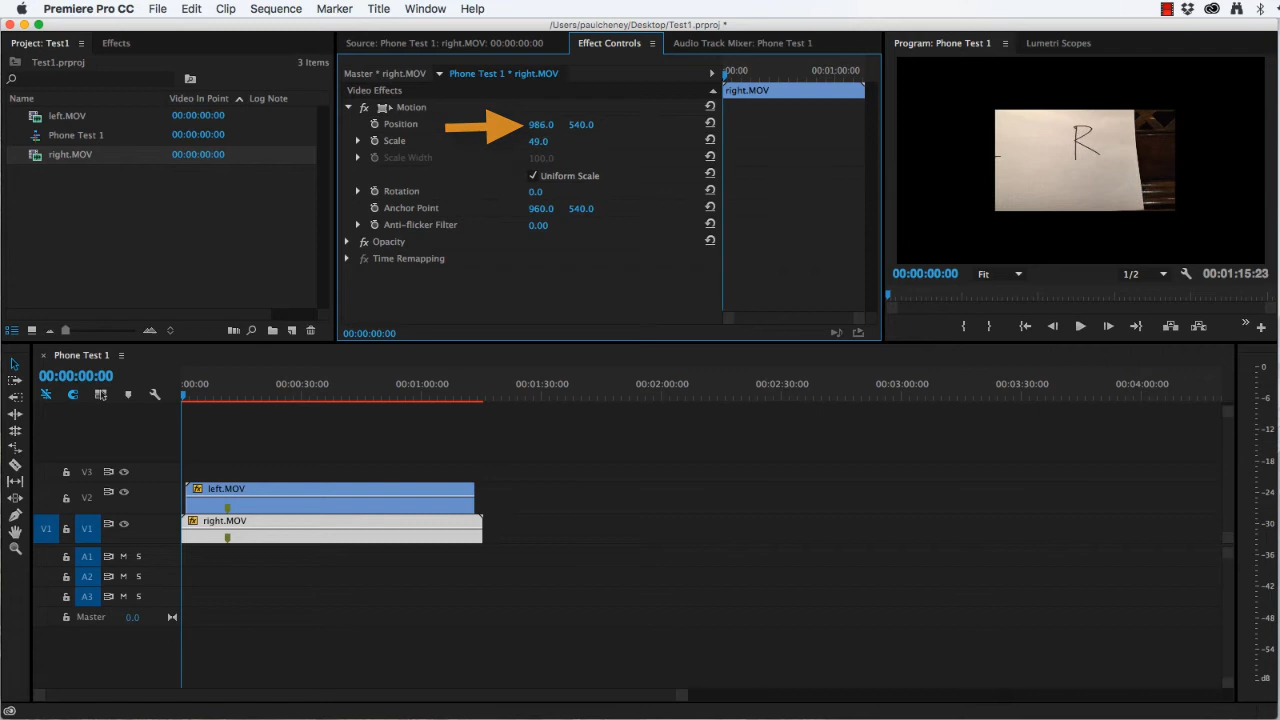 Premiere Pro CC File Edit Clip Sequence Marker Title Window Help
/Users/paulcheney/Desktop/Test1.prproj *
Project: Test1 Effects
Test1.prproj 3 Items
Name Video In Point Log Note
left.MOV 00:00:00:00
Phone Test 1 00:00:00:00
right.MOV 00:00:00:00
Source: Phone Test 1: right.MOV: 00:00:00:00 Effect Controls Audio Track Mixer: Phone Test 1
Master * right.MOV Phone Test 1 * right.MOV :00:00 00:01:00:00
Video Effects right.MOV
fx Motion
Position 986.0 540.0
Scale 49.0
Scale Width 100.0
Uniform Scale
Rotation 0.0
Anchor Point 960.0 540.0
Anti-flicker Filter 0.00
fx Opacity
fx Time Remapping
00:00:00:00
Program: Phone Test 1 Lumetri Scopes
R
00:00:00:00 Fit 1/2 00:01:15:23
Phone Test 1
00:00:00:00
:00:00 00:00:30:00 00:01:00:00 00:01:30:00 00:02:00:00 00:02:30:00 00:03:00:00 00:03:30:00 00:04:00:00
V3
V2 fx left.MOV
V1 V1 fx right.MOV
A1 M S
A2 M S
A3 M S
Master 0.0
0
-6
-12
-18
-24
-30
-36
-42
-48
-54
dB